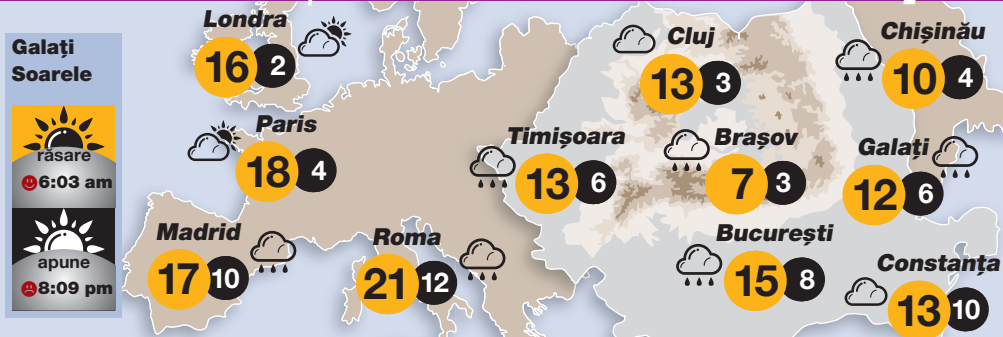 Galați
Soarele
răsare
6:03 am
apune
8:09 pm
Londra
16 2
Paris
18 4
Madrid
17 10
Roma
21 12
Timișoara
13 6
Cluj
13 3
Brașov
7 3
București
15 8
Chișinău
10 4
Galați
12 6
Constanța
13 10